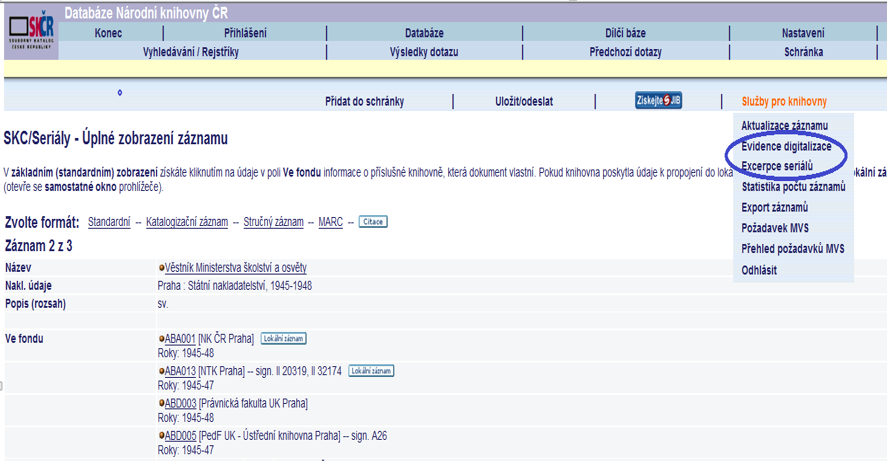 SKČR
SOUBORNÝ KATALOG
ČESKÉ REPUBLIKY
Databáze Národní knihovny ČR
Konec | Přihlášení | Databáze | Dílčí báze | Nastavení |
Vyhledávání / Rejstříky | Výsledky dotazu | Předchozí dotazy | Schránka |
Přidat do schránky | Uložit/odeslat | Získejte JIB | Služby pro knihovny
Aktualizace záznamu
Evidence digitalizace
Excerpce seriálů
Statistika počtu záznamů
Export záznamů
Požadavek MVS
Přehled požadavků MVS
Odhlásit
SKC/Seriály - Úplné zobrazení záznamu
V základním (standardním) zobrazení získáte kliknutím na údaje v poli Ve fondu informace o příslušné knihovně, která dokument vlastní. Pokud knihovna poskytla údaje k propojení do loka
okální zá
(otevře se samostatné okno prohlížeče).
Zvolte formát: Standardní -- Katalogizační záznam -- Stručný záznam -- MARC -- Citace
Záznam 2 z 3
Název Věstník Ministerstva školství a osvěty
Nakl. údaje Praha : Státní nakladatelství, 1945-1948
Popis (rozsah) sv.
Ve fondu ABA001 [NK ČR Praha] Lokální záznam
Roky: 1945-48
ABA013 [NTK Praha] -- sign. II 20319, II 32174 Lokální záznam
Roky: 1945-47
ABD003 [Právnická fakulta UK Praha]
Roky: 1945-48
ABD005 [PedF UK - Ústřední knihovna Praha] -- sign. A26
Roky: 1945-47